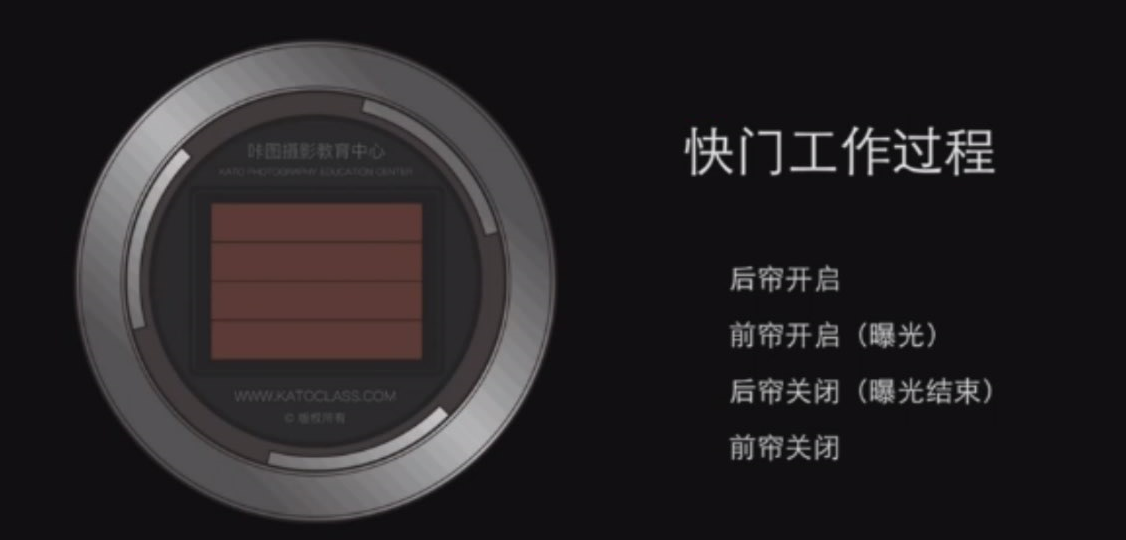 咔图摄影教育中心
KATO PHOTOGRAPHY EDUCATION CENTER
WWW.KATOCLASS.COM
© 版权所有
快门工作过程
后帘开启
前帘开启（曝光）
后帘关闭（曝光结束）
前帘关闭